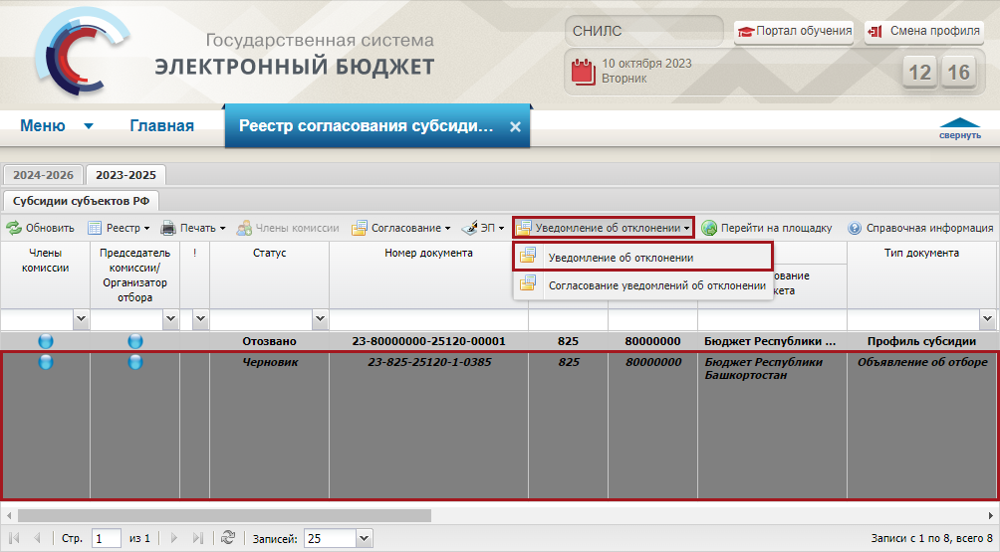 Государственная система
ЭЛЕКТРОННЫЙ БЮДЖЕТ
СНИЛС
Портал обучения
Смена профиля
10 октября 2023
Вторник
12 16
Меню Главная Реестр согласования субсиди... ×
свернуть
2024-2026 2023-2025
Субсидии субъектов РФ
Обновить Реестр Печать Члены комиссии Согласование ЭП Уведомление об отклонении Перейти на площадку Справочная информация
Уведомление об отклонении
Согласование уведомлений об отклонении
Члены комиссии
Председатель комиссии/ Организатор отбора
!
Статус
Номер документа
Тип документа
Отозвано 23-80000000-25120-00001 825 80000000 Бюджет Республики ... Профиль субсидии
Черновик 23-825-25120-1-0385 825 80000000 Бюджет Республики Башкортостан Объявление об отборе
Стр. 1 из 1 Записей: 25 Записи с 1 по 8, всего 8